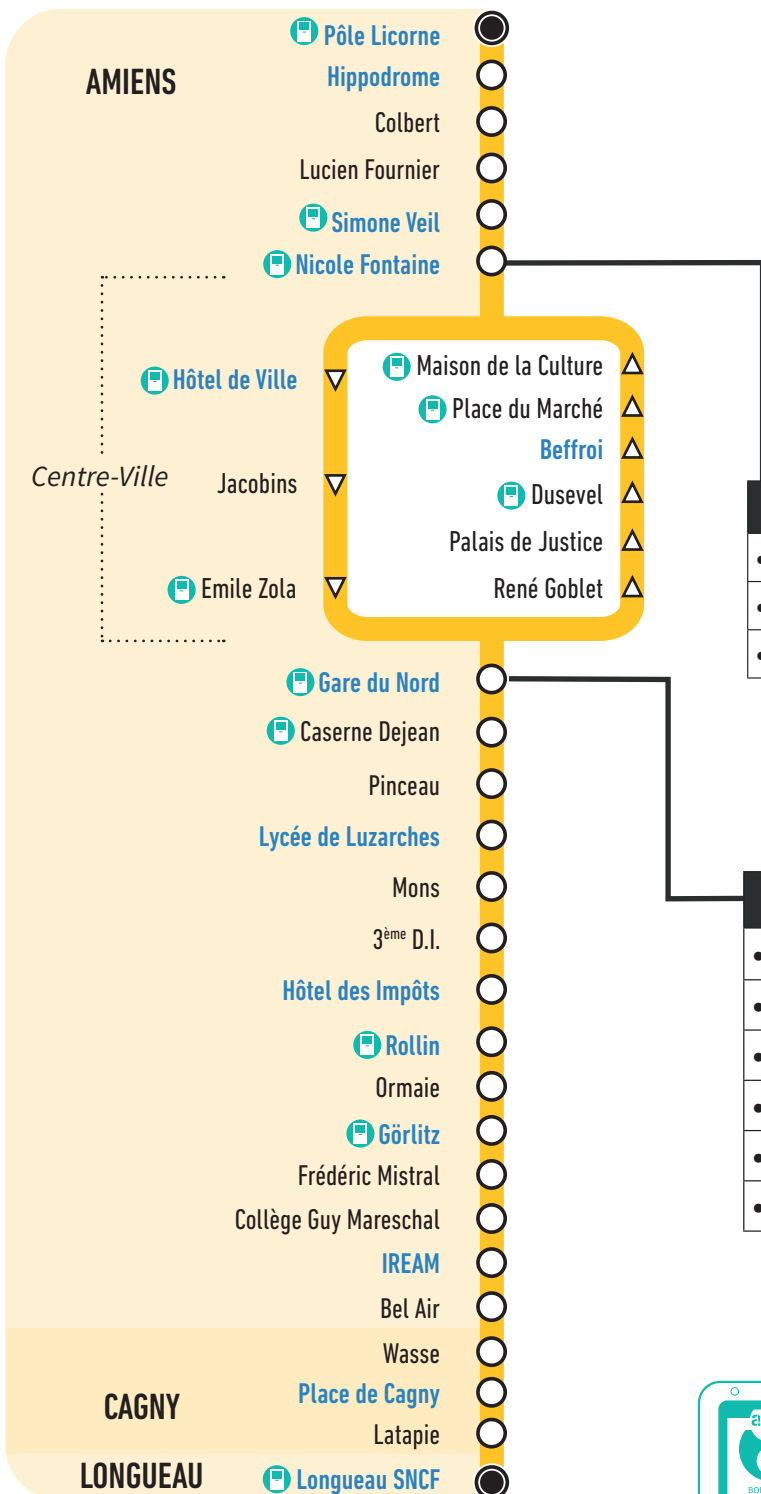 Pôle Licorne
AMIENS
Hippodrome
Colbert
Lucien Fournier
Simone Veil
Nicole Fontaine
Centre-Ville
Hôtel de Ville
Jacobins
Emile Zola
Maison de la Culture
Place du Marché
Beffroi
Dusevel
Palais de Justice
René Goblet
Gare du Nord
Caserne Dejean
Pinceau
Lycée de Luzarches
Mons
3ème D.I.
Hôtel des Impôts
Rollin
Ormaie
Görlitz
Frédéric Mistral
Collège Guy Mareschal
IREAM
Bel Air
Wasse
CAGNY
Place de Cagny
Latapie
LONGUEAU
Longueau SNCF